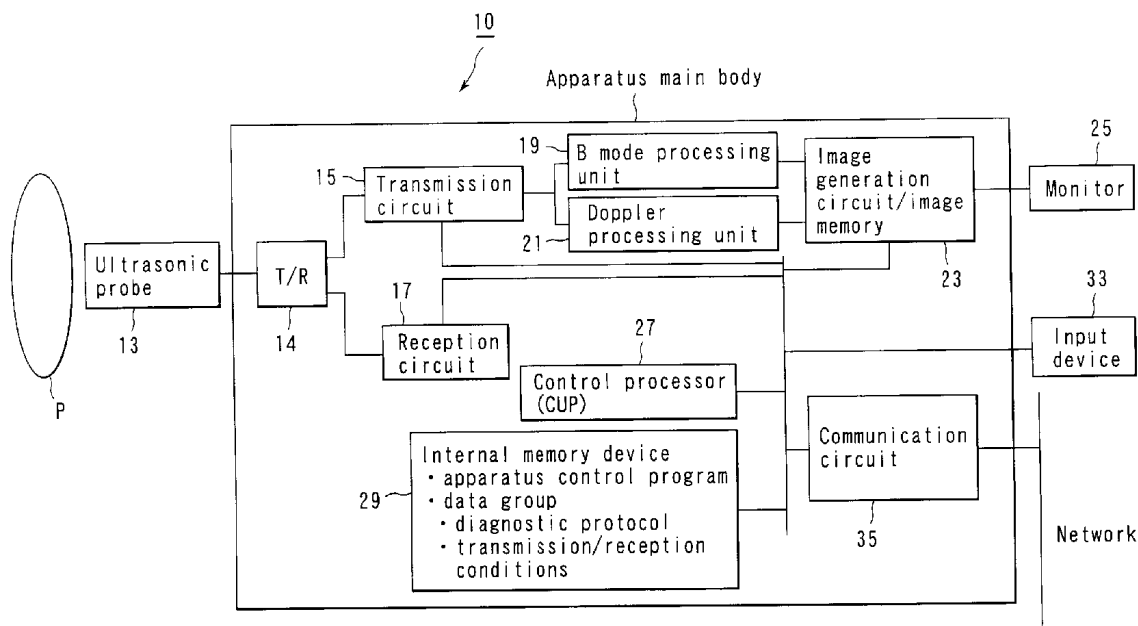 10
Apparatus main body
19
B mode processing
unit
Image
generation
circuit/image
memory
25
Monitor
15
Transmission
circuit
21
Doppler
processing unit
23
Ultrasonic
probe
13
T/R
14
17
Reception
circuit
33
Input
device
P
27
Control processor
(CUP)
29
Internal memory device
・apparatus control program
・data group
・diagnostic protocol
・transmission/reception
conditions
Communication
circuit
35
Network